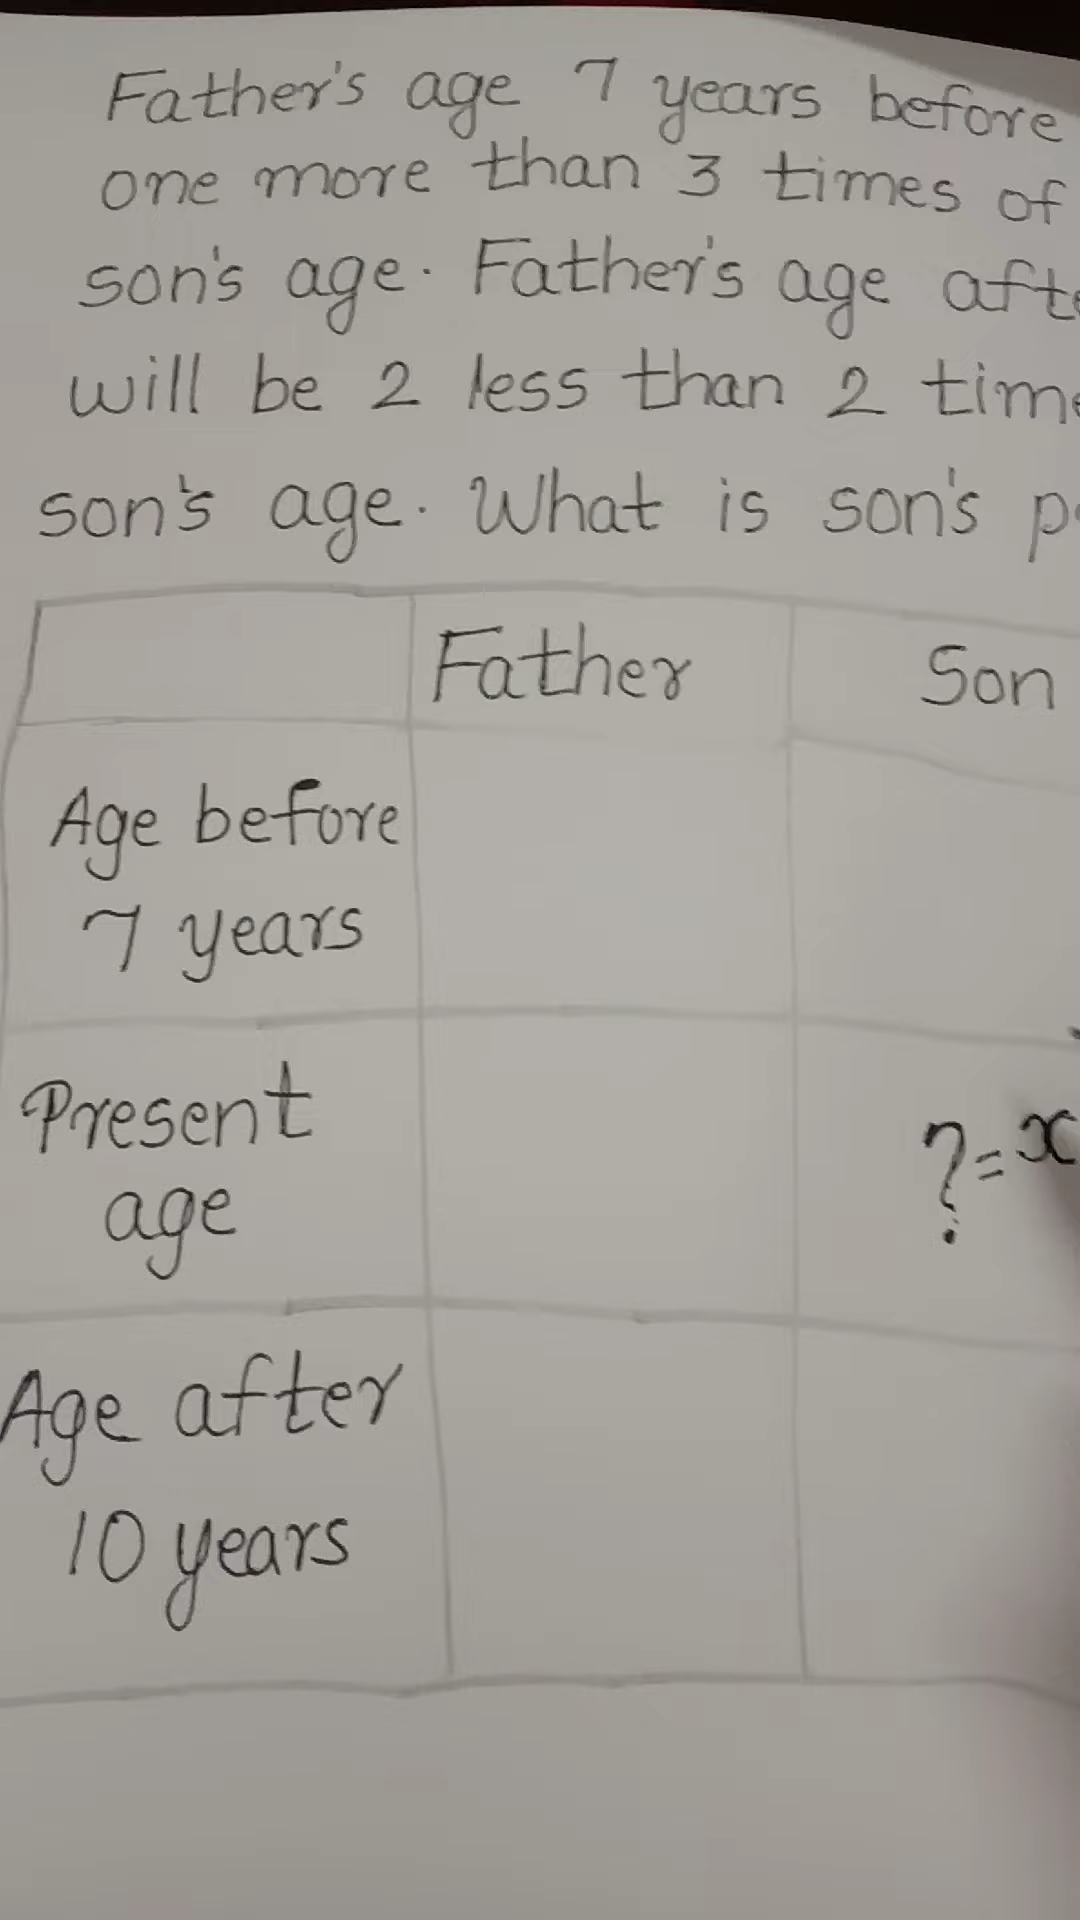 Father's age 7 years before
one more than 3 times of
son's age. Father's age
will be 2 less than 2
son's age. What is son's
Father Son
Age before
7 years
Present
age
?=x
Age after
10 years